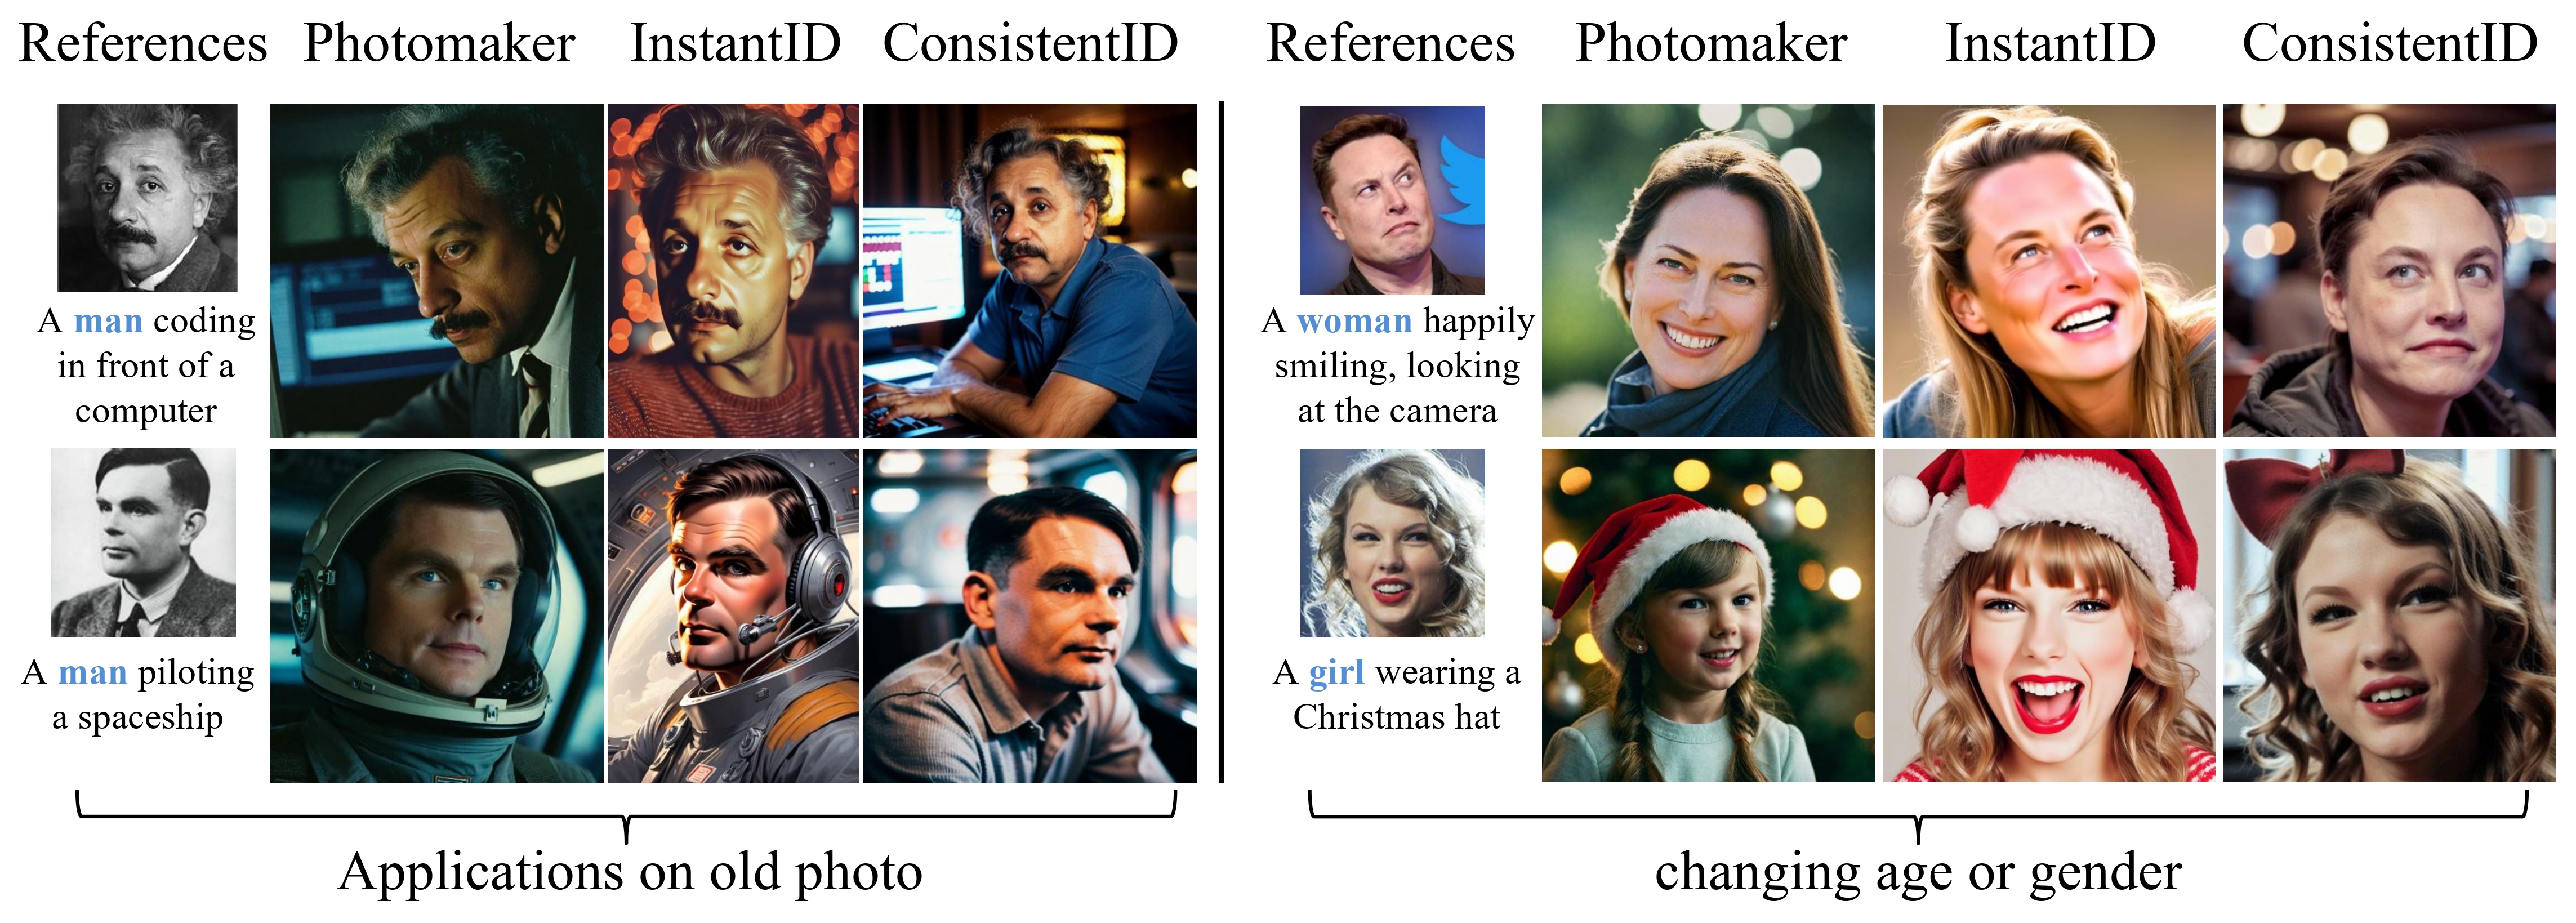 References Photomaker InstantID ConsistentID
References Photomaker InstantID ConsistentID
A man coding
in front of a
computer
A man piloting
a spaceship
Applications on old photo
A woman happily
smiling, looking
at the camera
A girl wearing a
Christmas hat
changing age or gender